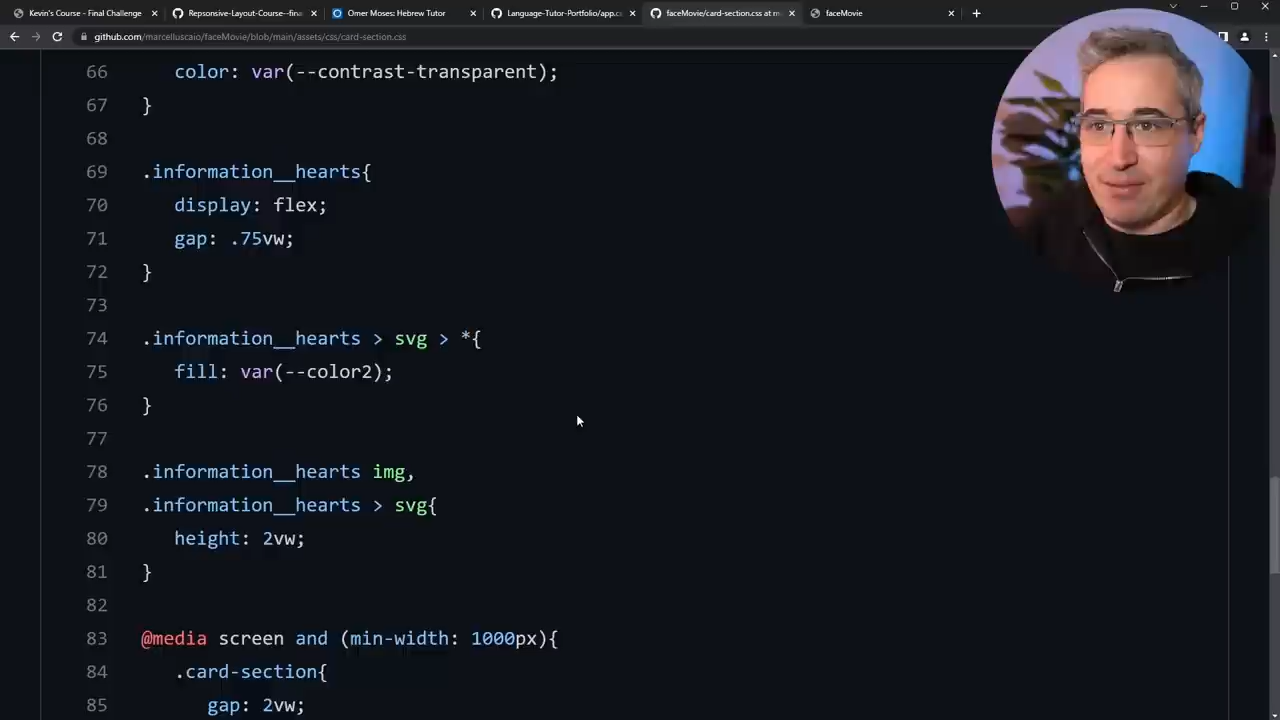 Kevin's Course - Final Challenge
Repsonsive-Layout-Course--fina
Omer Moses: Hebrew Tutor
Language-Tutor-Portfolio/app.c
faceMovie/card-section.css at m
faceMovie
github.com/marcelluscaio/faceMovie/blob/main/assets/css/card-section.css
66 color: var(--contrast-transparent);
67 }
68
69 .information__hearts{
70 display: flex;
71 gap: .75vw;
72 }
73
74 .information__hearts > svg > *{
75 fill: var(--color2);
76 }
77
78 .information__hearts img,
79 .information__hearts > svg{
80 height: 2vw;
81 }
82
83 @media screen and (min-width: 1000px){
84 .card-section{
85 gap: 2vw;